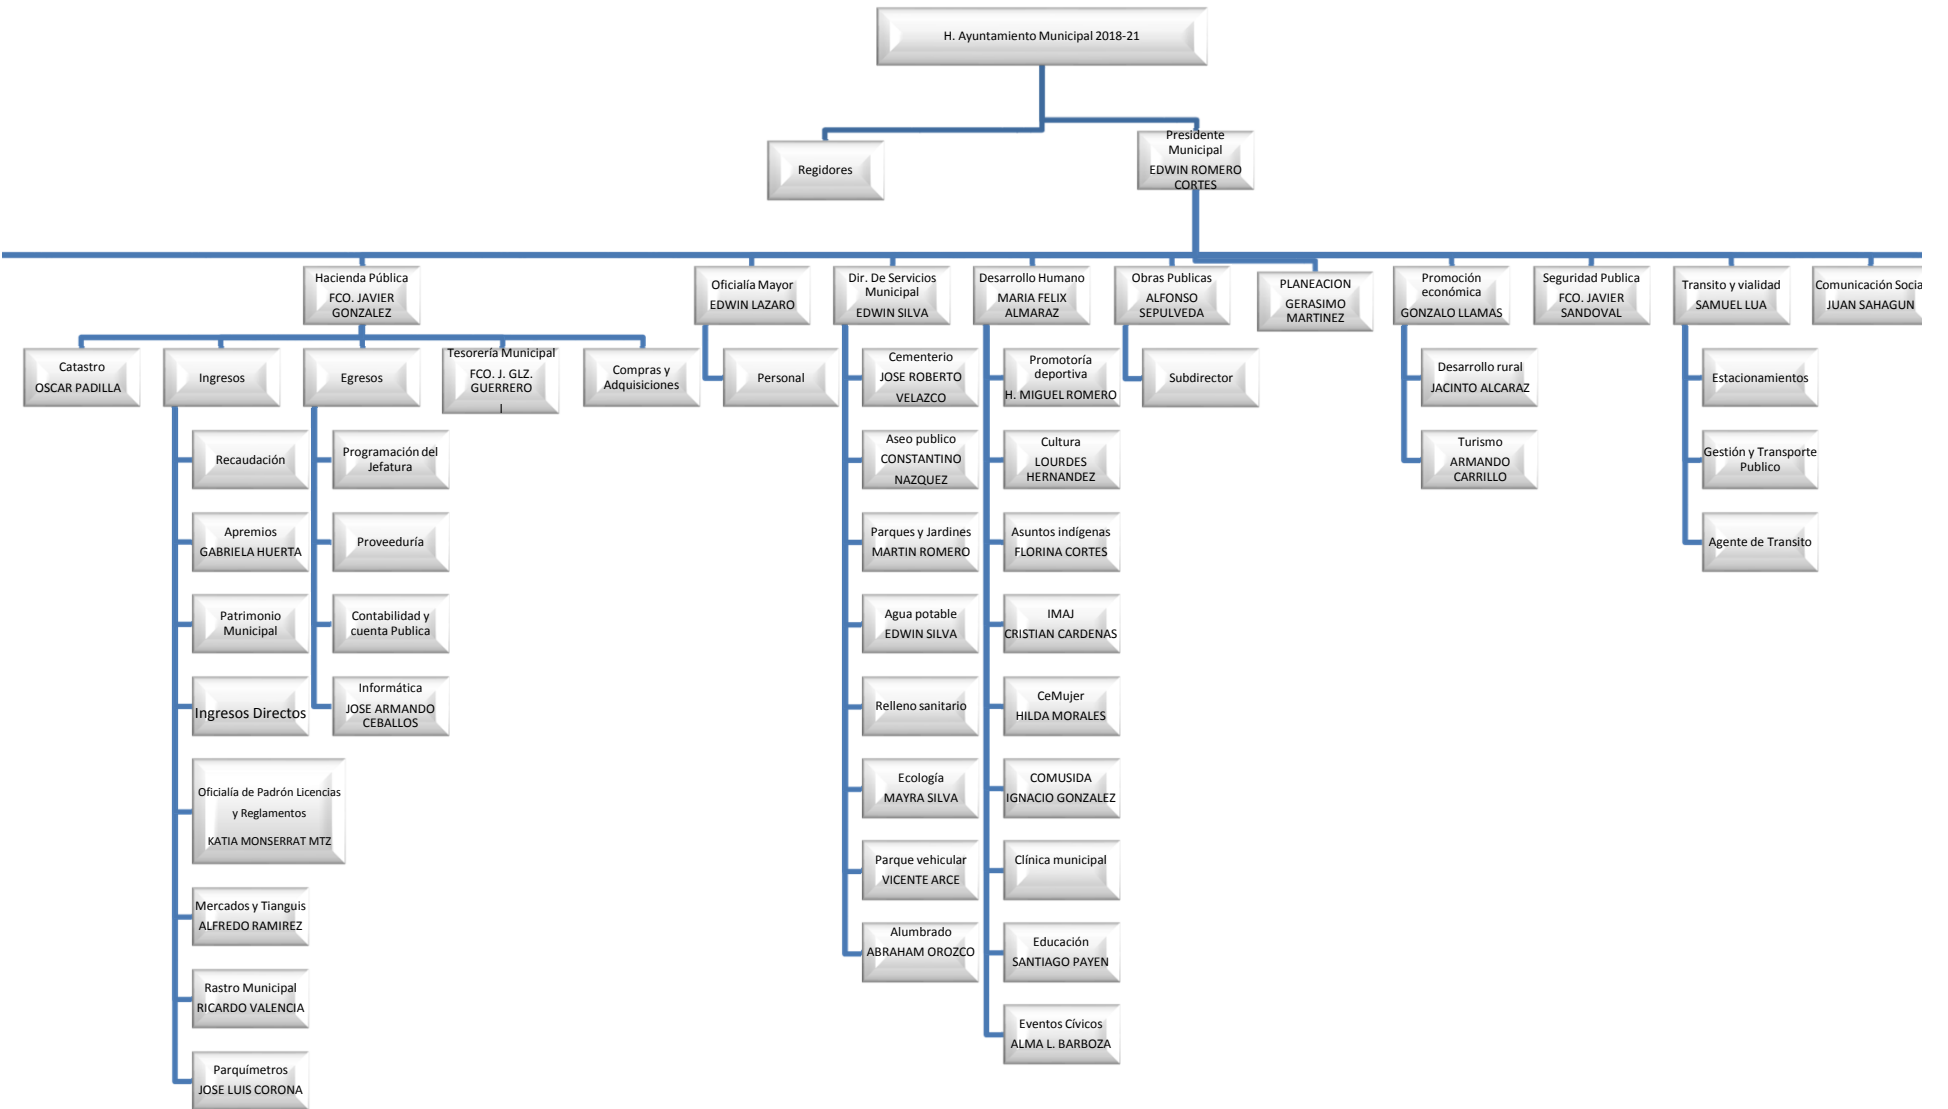 H. Ayuntamiento Municipal 2018-21
Regidores
Presidente
Municipal
EDWIN ROMERO
CORTES
Hacienda Pública
FCO. JAVIER
GONZALEZ
Oficialía Mayor
EDWIN LAZARO
Dir. De Servicios
Municipal
EDWIN SILVA
Desarrollo Humano
MARIA FELIX
ALMARAZ
Obras Publicas
ALFONSO
SEPULVEDA
PLANEACION
GERASIMO
MARTINEZ
Promoción
económica
GONZALO LLAMAS
Seguridad Publica
FCO. JAVIER
SANDOVAL
Transito y vialidad
SAMUEL LUA
Comunicación Socia
JUAN SAHAGUN
Catastro
OSCAR PADILLA
Ingresos
Egresos
Tesorería Municipal
FCO. J. GLZ.
GUERRERO
I
Compras y
Adquisiciones
Personal
Cementerio
JOSE ROBERTO
VELAZCO
Promotoría
deportiva
H. MIGUEL ROMERO
Subdirector
Desarrollo rural
JACINTO ALCARAZ
Estacionamientos
Recaudación
Programación del
Jefatura
Aseo publico
CONSTANTINO
NAZQUEZ
Cultura
LOURDES
HERNANDEZ
Turismo
ARMANDO
CARRILLO
Gestión y Transporte
Publico
Apremios
GABRIELA HUERTA
Proveeduría
Parques y Jardines
MARTIN ROMERO
Asuntos indígenas
FLORINA CORTES
Agente de Transito
Patrimonio
Municipal
Contabilidad y
cuenta Publica
Agua potable
EDWIN SILVA
IMAJ
CRISTIAN CARDENAS
Ingresos Directos
Informática
JOSE ARMANDO
CEBALLOS
Relleno sanitario
CeMujer
HILDA MORALES
Oficialía de Padrón Licencias
y Reglamentos
KATIA MONSERRAT MTZ
Ecología
MAYRA SILVA
COMUSIDA
IGNACIO GONZALEZ
Parque vehicular
VICENTE ARCE
Clínica municipal
Mercados y Tianguis
ALFREDO RAMIREZ
Alumbrado
ABRAHAM OROZCO
Educación
SANTIAGO PAYEN
Rastro Municipal
RICARDO VALENCIA
Eventos Cívicos
ALMA L. BARBOZA
Parquímetros
JOSE LUIS CORONA